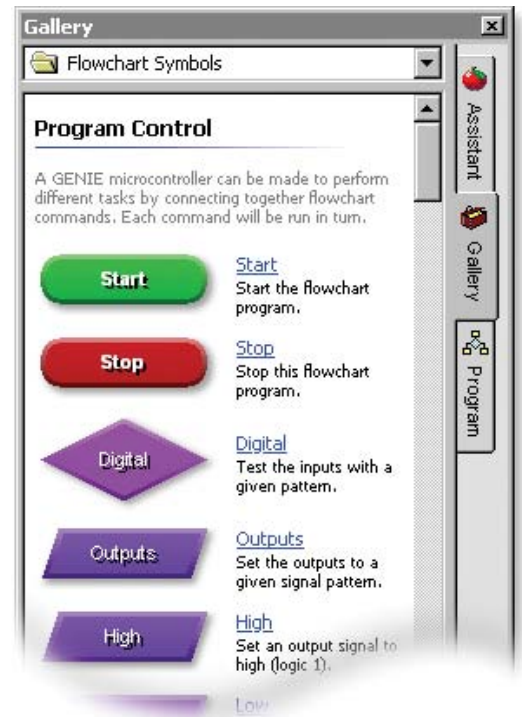 Gallery
Flowchart Symbols
Program Control
A GENIE microcontroller can be made to perform
different tasks by connecting together flowchart
commands. Each command will be run in turn.
Start
Start
Start the flowchart
program.
Stop
Stop
Stop this flowchart
program.
Digital
Digital
Test the inputs with a
given pattern.
Outputs
Outputs
Set the outputs to a
given signal pattern.
High
High
Set an output signal to
high (logic 1).
Low
Assistant
Gallery
Program